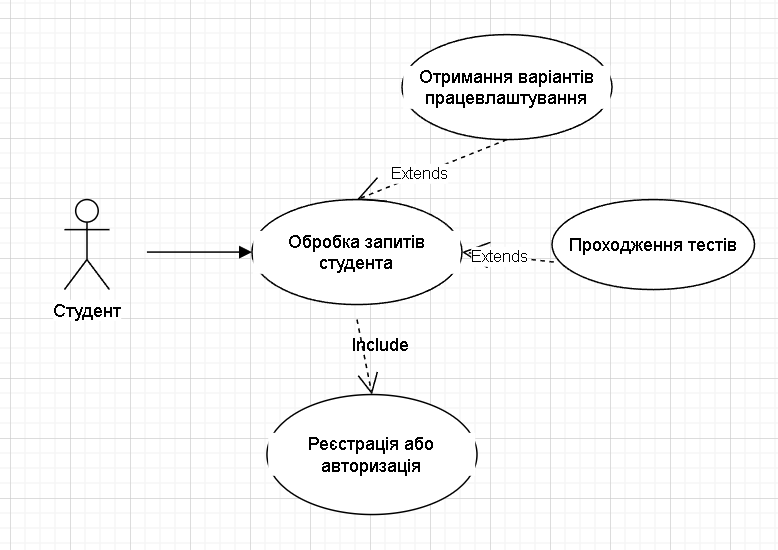 Отримання варіантів
працевлаштування
Extends
Обробка запитів
студента
Extends
Проходження тестів
Студент
Include
Реєстрація або
авторизація